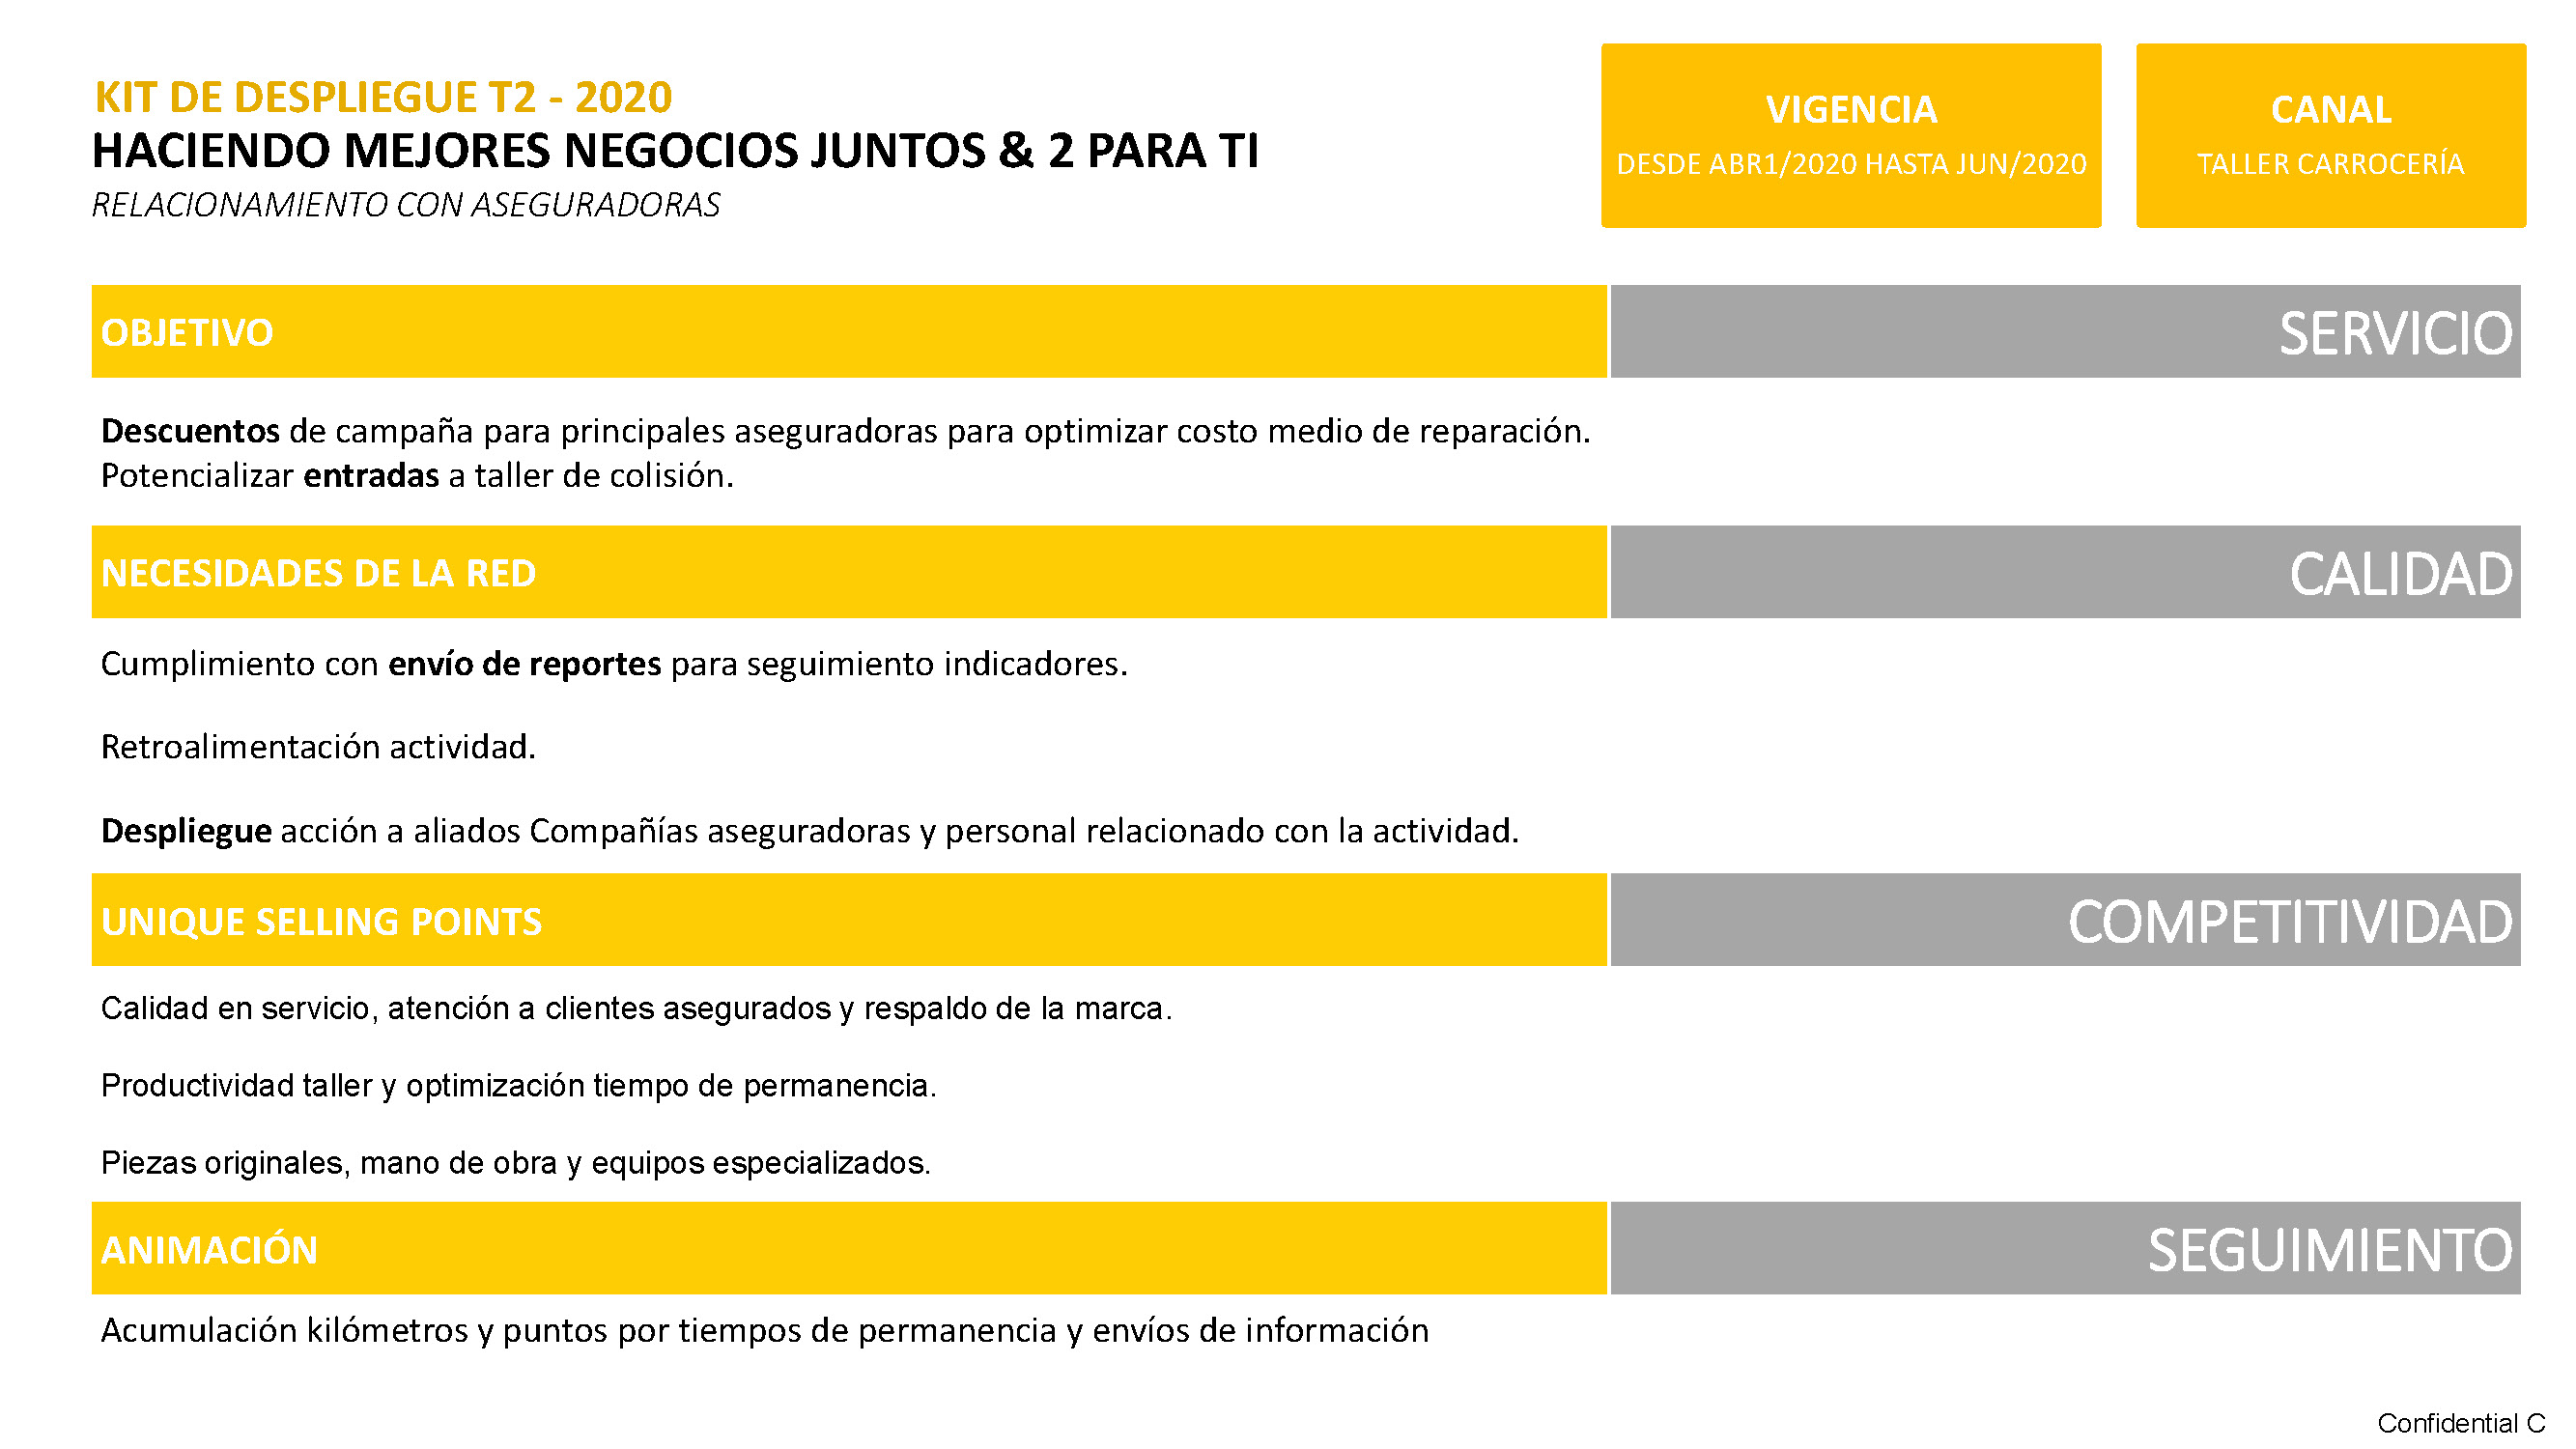 KIT DE DESPLIEGUE T2 - 2020
HACIENDO MEJORES NEGOCIOS JUNTOS & 2 PARA TI
RELACIONAMIENTO CON ASEGURADORAS
VIGENCIA
DESDE ABR1/2020 HASTA JUN/2020
CANAL
TALLER CARROCERÍA
OBJETIVO
SERVICIO
Descuentos de campaña para principales aseguradoras para optimizar costo medio de reparación.
Potencializar entradas a taller de colisión.
NECESIDADES DE LA RED
CALIDAD
Cumplimiento con envío de reportes para seguimiento indicadores.
Retroalimentación actividad.
Despliegue acción a aliados Compañías aseguradoras y personal relacionado con la actividad.
UNIQUE SELLING POINTS
COMPETITIVIDAD
Calidad en servicio, atención a clientes asegurados y respaldo de la marca.
Productividad taller y optimización tiempo de permanencia.
Piezas originales, mano de obra y equipos especializados.
ANIMACIÓN
SEGUIMIENTO
Acumulación kilómetros y puntos por tiempos de permanencia y envíos de información
Confidential C